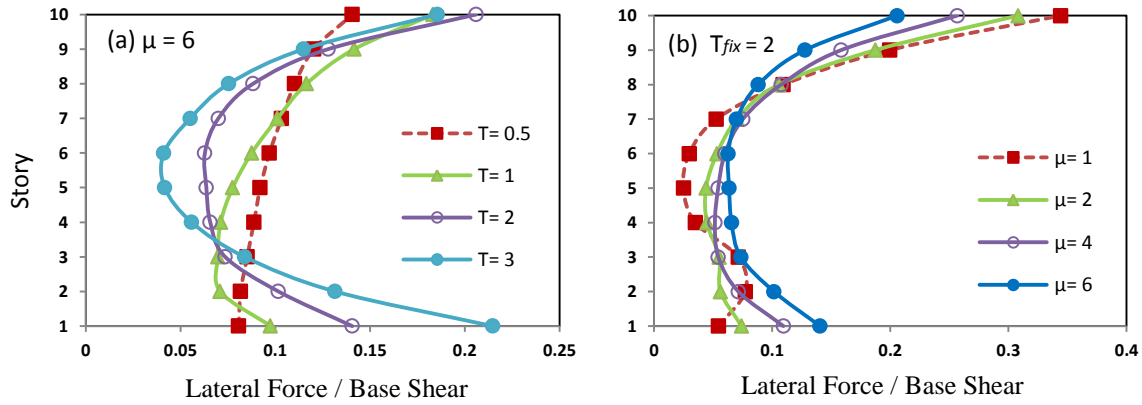 (a) μ = 6
Story
10
9
8
7
6
5
4
3
2
1
0
0.05
0.1
0.15
0.2
0.25
T= 0.5
T= 1
T= 2
T= 3
Lateral Force / Base Shear
(b) Tfix = 2
10
9
8
7
6
5
4
3
2
1
0
0.1
0.2
0.3
0.4
μ= 1
μ= 2
μ= 4
μ= 6
Lateral Force / Base Shear